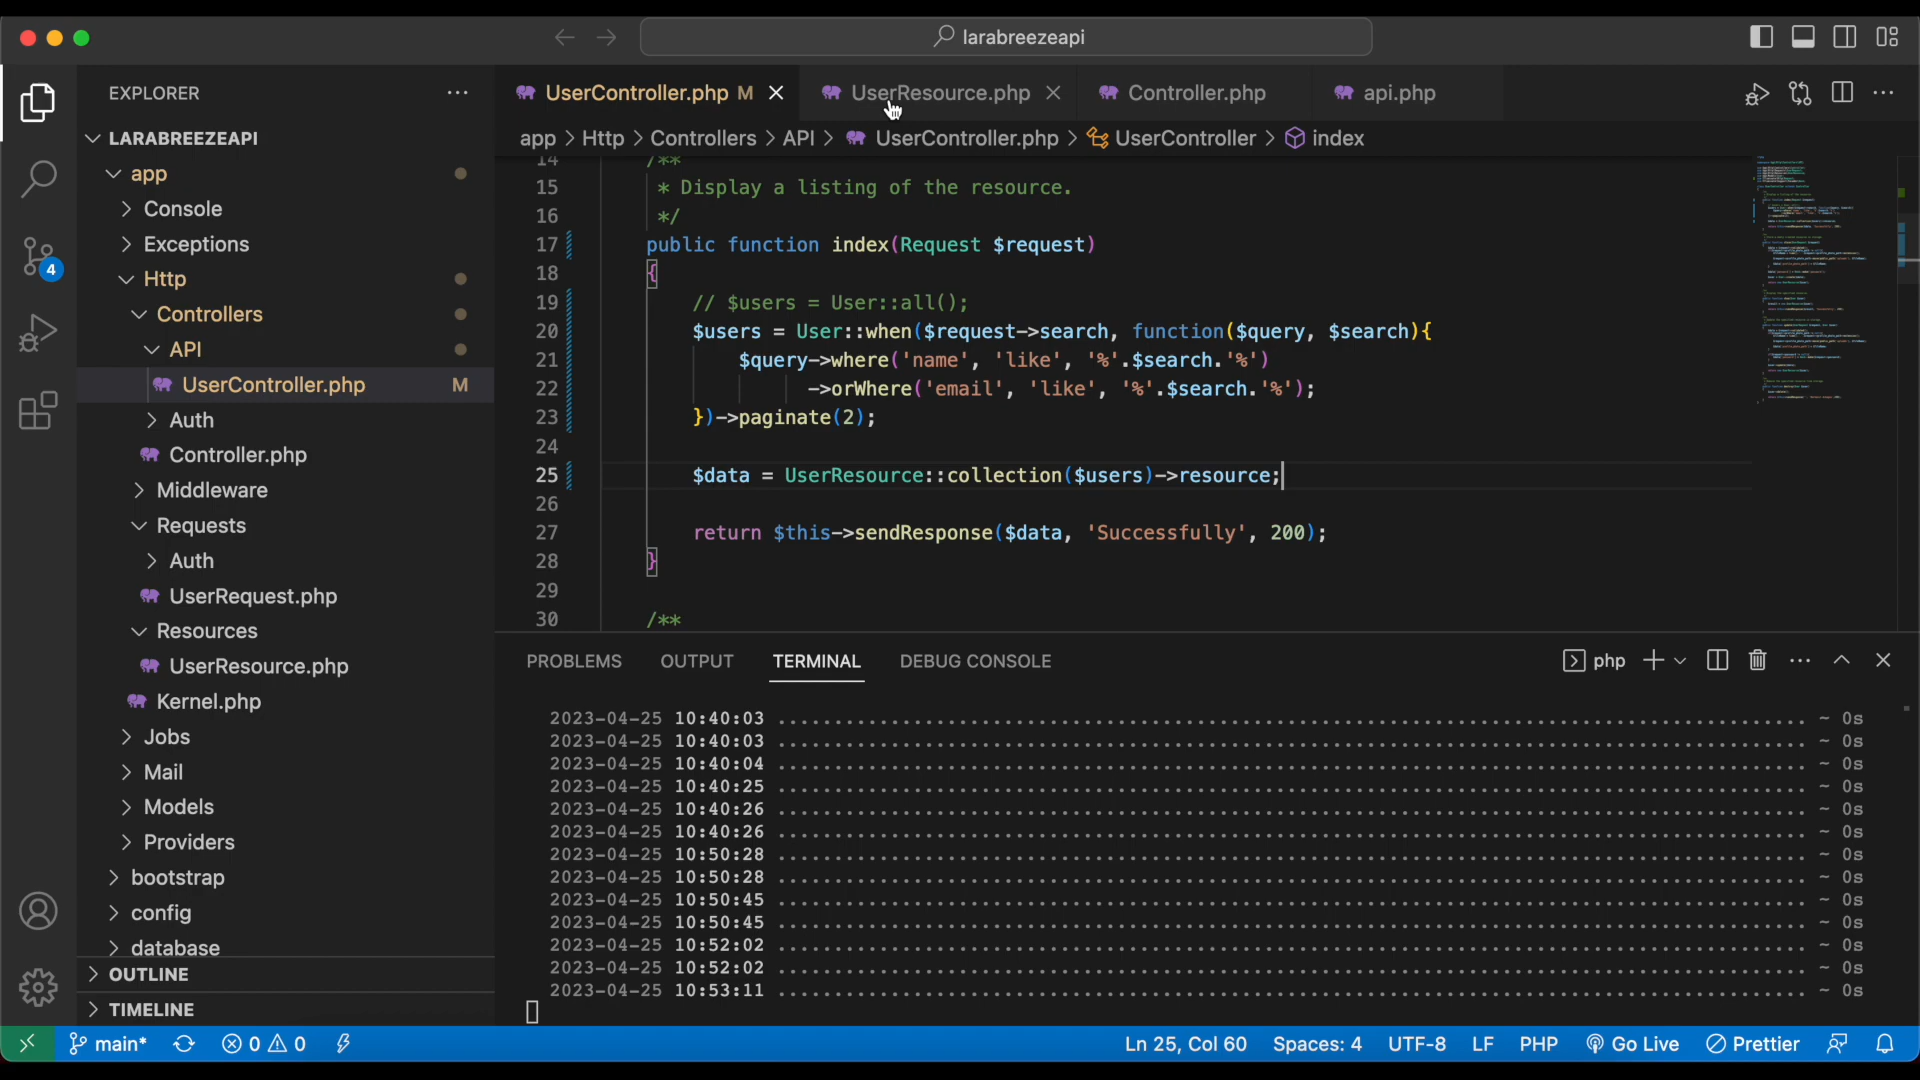 larabreezeapi
EXPLORER
LARABREEZEAPI
app
Console
Exceptions
Http
Controllers
API
UserController.php M
Auth
Controller.php
Middleware
Requests
Auth
UserRequest.php
Resources
UserResource.php
Kernel.php
Jobs
Mail
Models
Providers
bootstrap
config
database
OUTLINE
TIMELINE
4
UserController.php M UserResource.php Controller.php api.php
app > Http > Controllers > API > UserController.php > UserController > index
14 /**
15 * Display a listing of the resource.
16 */
17 public function index(Request $request)
18 {
19 // $users = User::all();
20 $users = User::when($request->search, function($query, $search){
21 $query->where('name', 'like', '%'.$search.'%')
22 ->orWhere('email', 'like', '%'.$search.'%');
23 })->paginate(2);
24
25 $data = UserResource::collection($users)->resource;
26
27 return $this->sendResponse($data, 'Successfully', 200);
28 }
29
30 /**
PROBLEMS OUTPUT TERMINAL DEBUG CONSOLE
php
2023-04-25 10:40:03 ........ ~ 0s
2023-04-25 10:40:03 ........ ~ 0s
2023-04-25 10:40:04 ........ ~ 0s
2023-04-25 10:40:25 ........ ~ 0s
2023-04-25 10:40:26 ........ ~ 0s
2023-04-25 10:40:26 ........ ~ 0s
2023-04-25 10:50:28 ........ ~ 0s
2023-04-25 10:50:28 ........ ~ 0s
2023-04-25 10:50:45 ........ ~ 0s
2023-04-25 10:50:45 ........ ~ 0s
2023-04-25 10:52:02 ........ ~ 0s
2023-04-25 10:52:02 ........ ~ 0s
2023-04-25 10:53:11 ........ ~ 0s
main* 0 0 Ln 25, Col 60 Spaces: 4 UTF-8 LF PHP Go Live Prettier